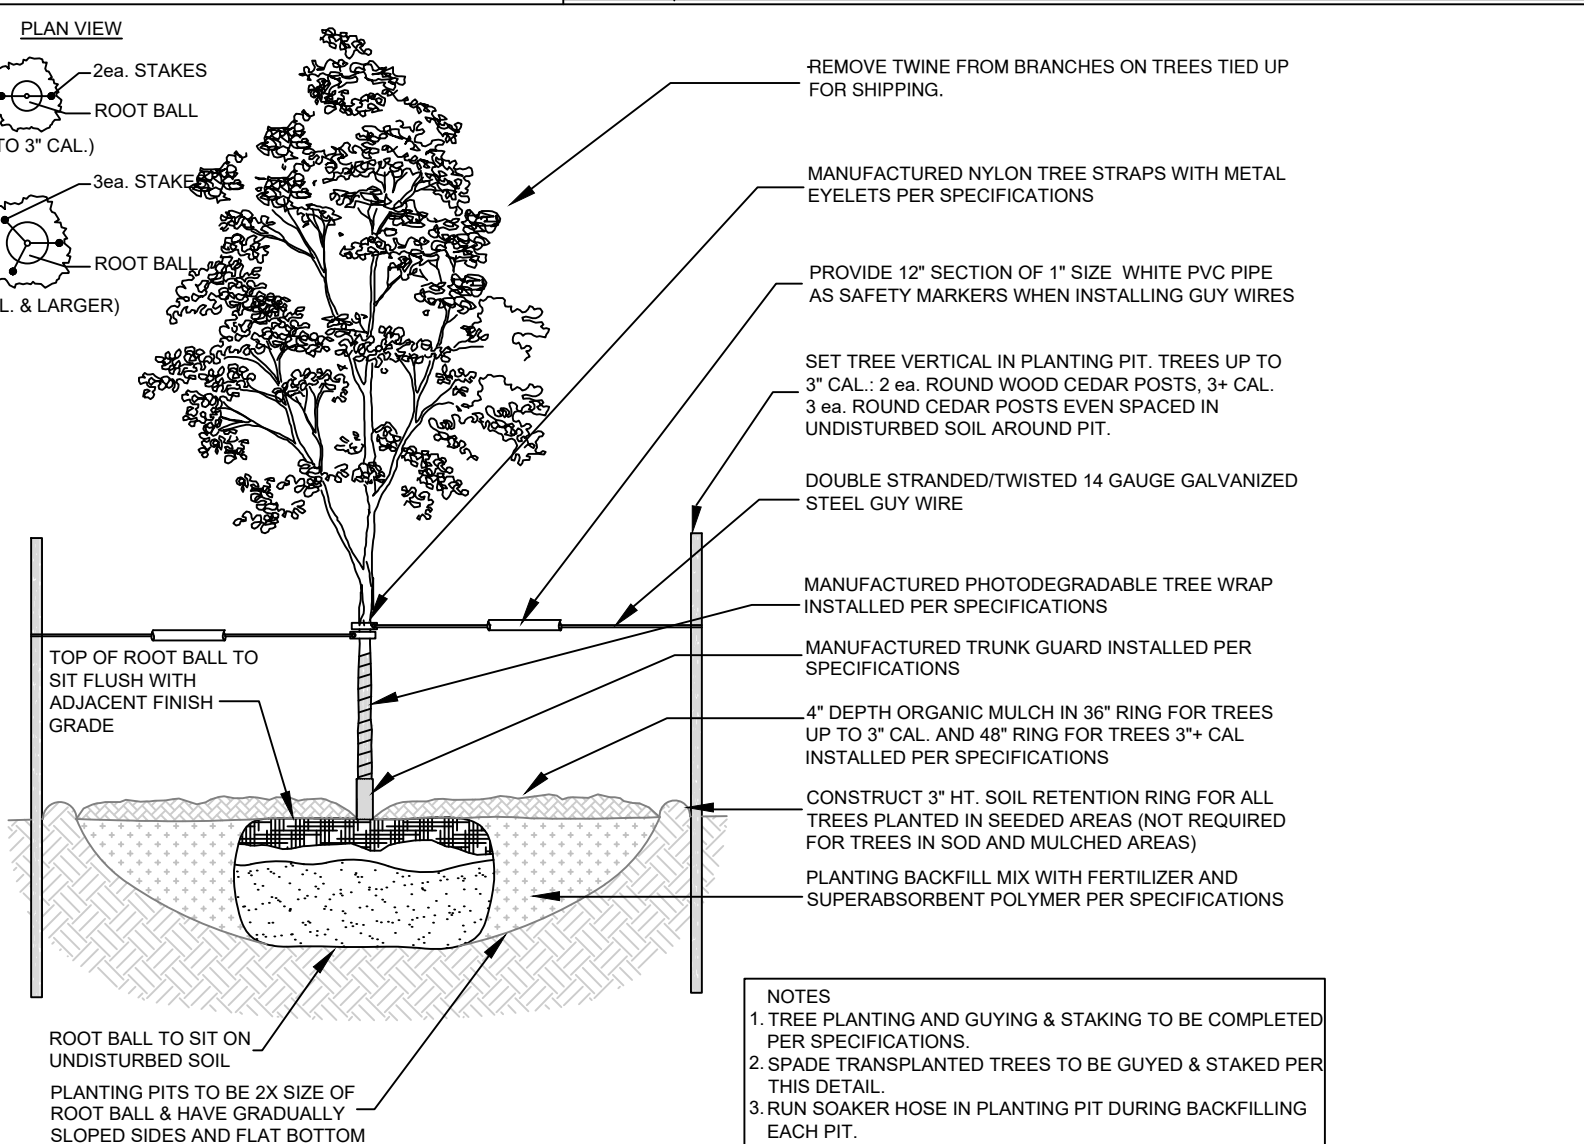 PLAN VIEW
2ea. STAKES
ROOT BALL
TO 3" CAL.)
3ea. STAKE
ROOT BALL
L. & LARGER)
REMOVE TWINE FROM BRANCHES ON TREES TIED UP
FOR SHIPPING.
MANUFACTURED NYLON TREE STRAPS WITH METAL
EYELETS PER SPECIFICATIONS
PROVIDE 12" SECTION OF 1" SIZE WHITE PVC PIPE
AS SAFETY MARKERS WHEN INSTALLING GUY WIRES
SET TREE VERTICAL IN PLANTING PIT. TREES UP TO
3" CAL.: 2 ea. ROUND WOOD CEDAR POSTS, 3+ CAL.
3 ea. ROUND CEDAR POSTS EVEN SPACED IN
UNDISTURBED SOIL AROUND PIT.
DOUBLE STRANDED/TWISTED 14 GAUGE GALVANIZED
STEEL GUY WIRE
MANUFACTURED PHOTODEGRADABLE TREE WRAP
INSTALLED PER SPECIFICATIONS
MANUFACTURED TRUNK GUARD INSTALLED PER
SPECIFICATIONS
4" DEPTH ORGANIC MULCH IN 36" RING FOR TREES
UP TO 3" CAL. AND 48" RING FOR TREES 3"+ CAL
INSTALLED PER SPECIFICATIONS
CONSTRUCT 3" HT. SOIL RETENTION RING FOR ALL
TREES PLANTED IN SEEDED AREAS (NOT REQUIRED
FOR TREES IN SOD AND MULCHED AREAS)
PLANTING BACKFILL MIX WITH FERTILIZER AND
SUPERABSORBENT POLYMER PER SPECIFICATIONS
TOP OF ROOT BALL TO
SIT FLUSH WITH
ADJACENT FINISH
GRADE
ROOT BALL TO SIT ON
UNDISTURBED SOIL
PLANTING PITS TO BE 2X SIZE OF
ROOT BALL & HAVE GRADUALLY
SLOPED SIDES AND FLAT BOTTOM
NOTES
1. TREE PLANTING AND GUYING & STAKING TO BE COMPLETED
PER SPECIFICATIONS.
2. SPADE TRANSPLANTED TREES TO BE GUYED & STAKED PER
THIS DETAIL.
3. RUN SOAKER HOSE IN PLANTING PIT DURING BACKFILLING
EACH PIT.